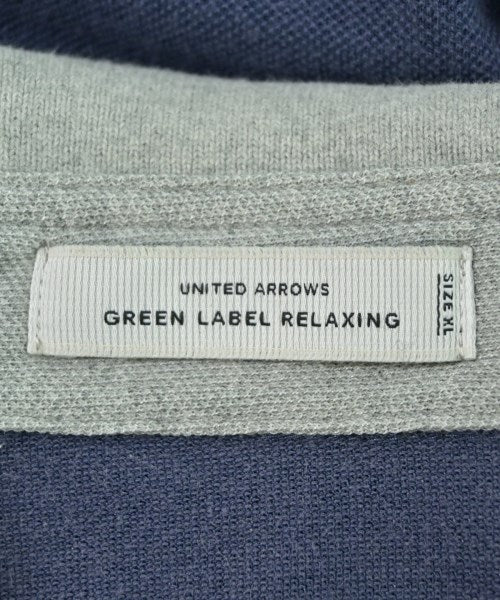 UNITED ARROWS
GREEN LABEL RELAXING
SIZE XL